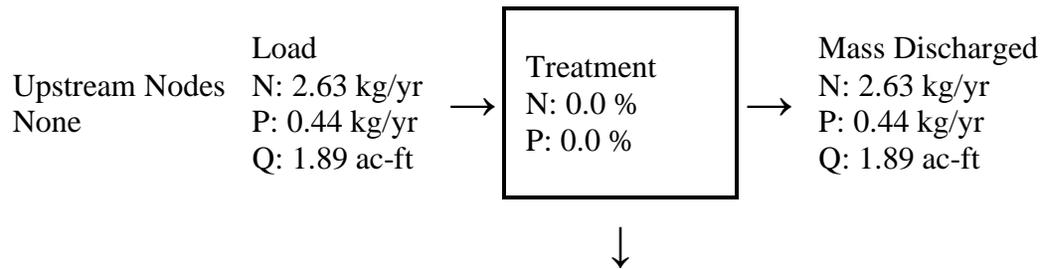 Upstream Nodes
None
Load
N: 2.63 kg/yr
P: 0.44 kg/yr
Q: 1.89 ac-ft
→
Treatment
N: 0.0 %
P: 0.0 %
→
Mass Discharged
N: 2.63 kg/yr
P: 0.44 kg/yr
Q: 1.89 ac-ft
↓